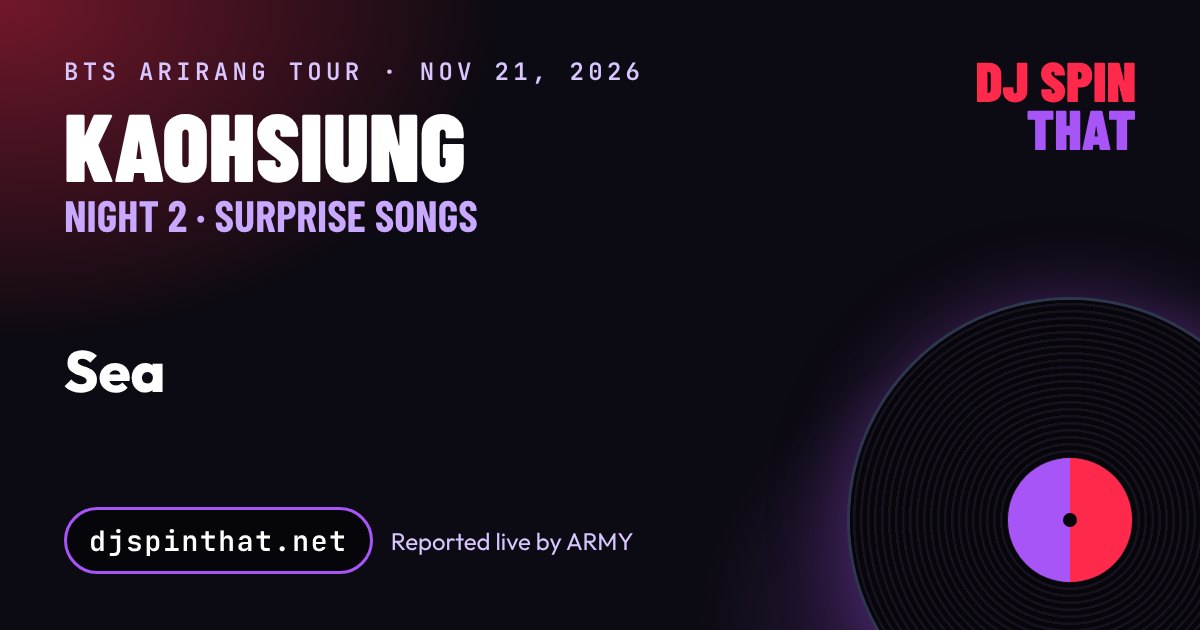 BTS ARIRANG TOUR · NOV 21, 2026
KAOHSIUNG
NIGHT 2 · SURPRISE SONGS
DJ SPIN
THAT
Sea
djspinthat.net
Reported live by ARMY